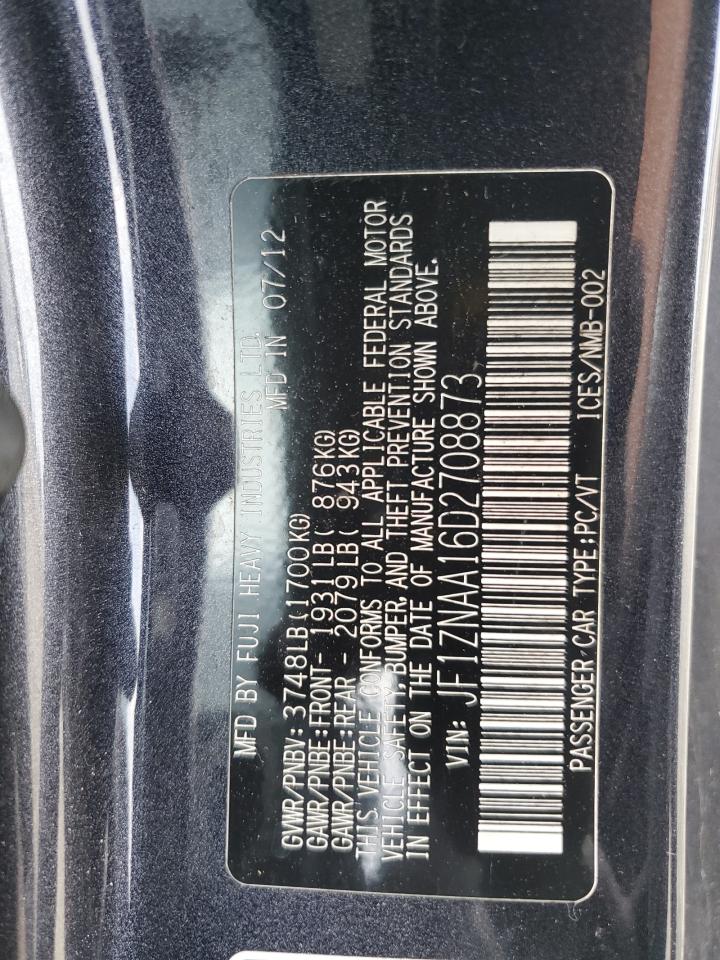 MFD BY FUJI HEAVY INDUSTRIES LTD.
MFD IN 07/12
GVWR/PNBV: 3748LB(1700KG)
GAWR/PNBE:FRONT- 1931LB( 876KG)
GAWR/PNBE:REAR - 2079LB( 943KG)
THIS VEHICLE CONFORMS TO ALL APPLICABLE FEDERAL MOTOR
VEHICLE SAFETY,BUMPER, AND THEFT PREVENTION STANDARDS
IN EFFECT ON THE DATE OF MANUFACTURE SHOWN ABOVE.
VIN: JF1ZNAA16D2708873
PASSENGER CAR TYPE:PC/VT ICES/NMB-002